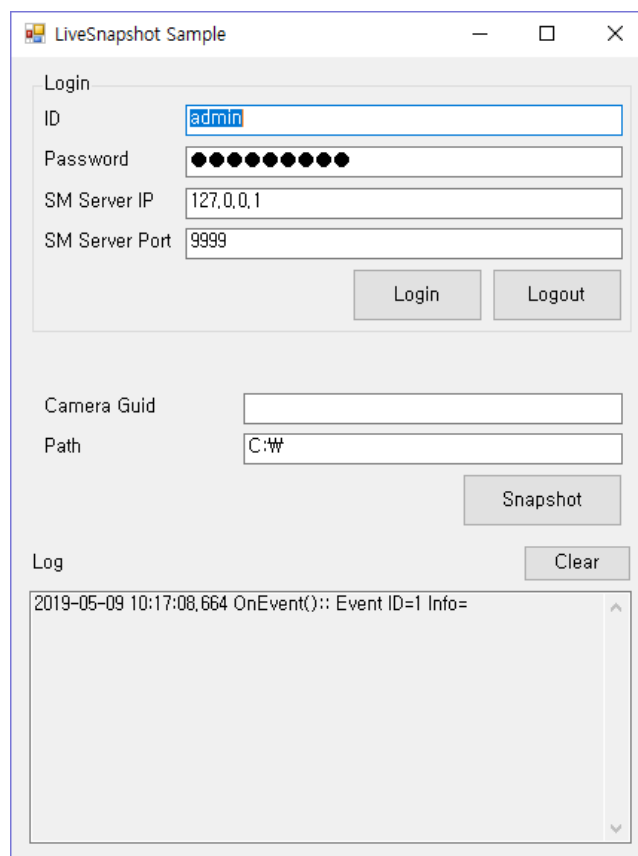 LiveSnapshot Sample
Login
ID admin
Password ●●●●●●●●●
SM Server IP 127.0.0.1
SM Server Port 9999
Login Logout
Camera Guid
Path C:₩
Snapshot
Log Clear
2019-05-09 10:17:08,664 OnEvent():: Event ID=1 Info=